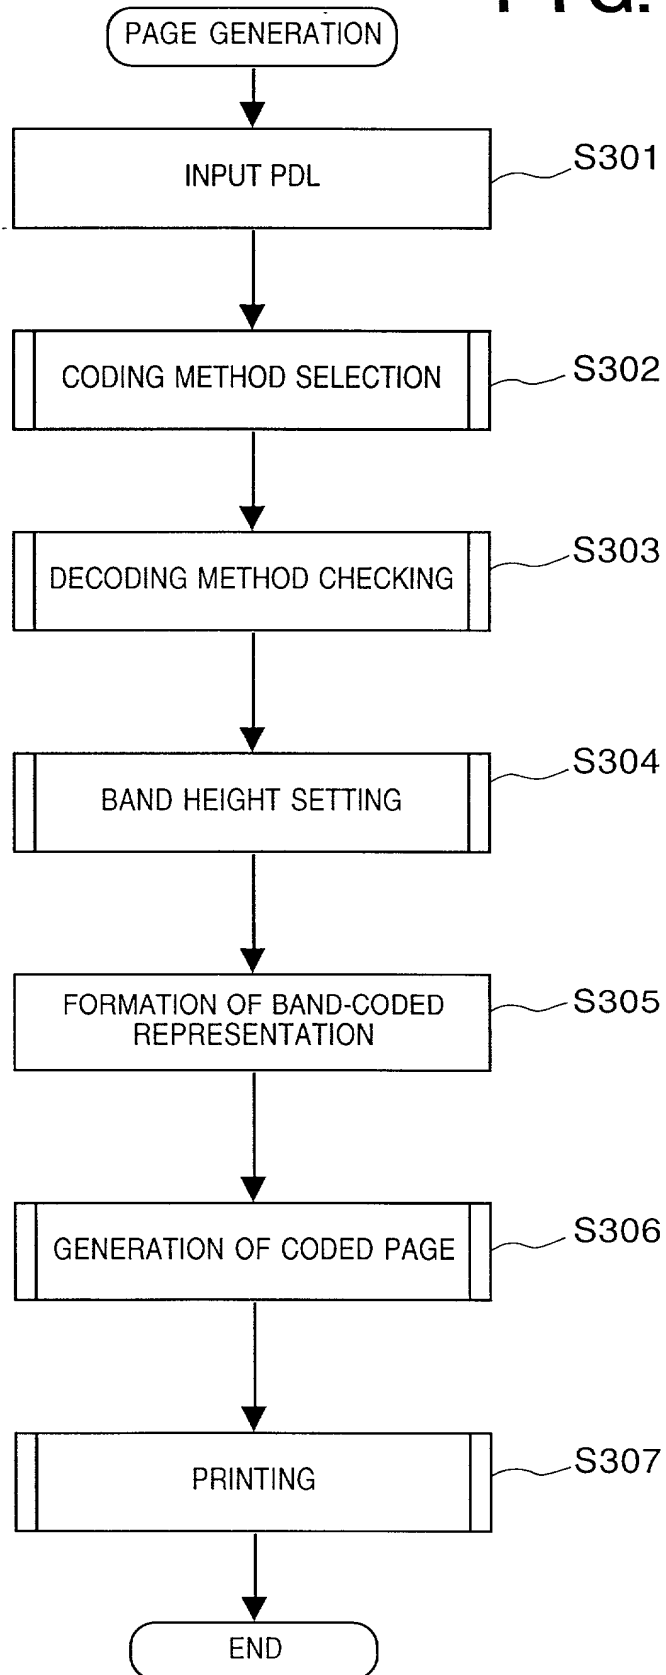 FIG.
PAGE GENERATION
INPUT PDL
S301
CODING METHOD SELECTION
S302
DECODING METHOD CHECKING
S303
BAND HEIGHT SETTING
S304
FORMATION OF BAND-CODED
REPRESENTATION
S305
GENERATION OF CODED PAGE
S306
PRINTING
S307
END